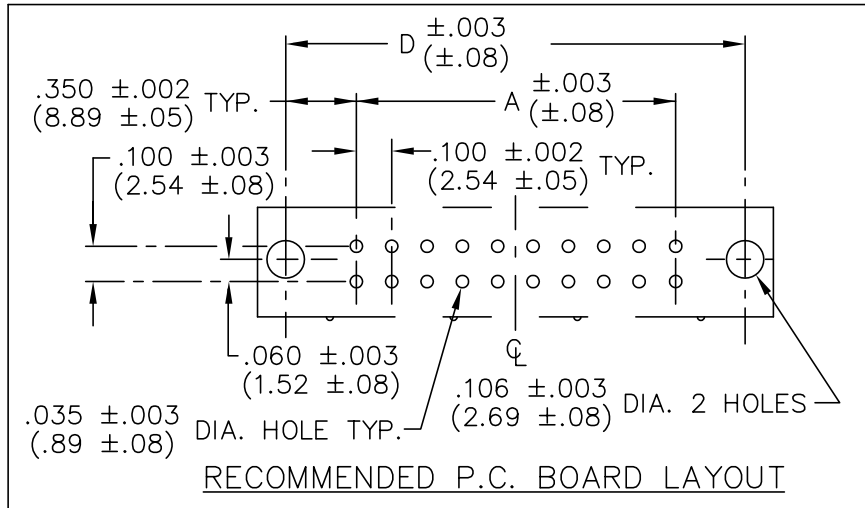 D ±.003
(±.08)
.350 ±.002 TYP.
(8.89 ±.05)
A ±.003
(±.08)
.100 ±.003
(2.54 ±.08)
.100 ±.002 TYP.
(2.54 ±.05)
.060 ±.003
(1.52 ±.08)
℄
.106 ±.003 DIA. 2 HOLES
(2.69 ±.08)
.035 ±.003 DIA. HOLE TYP.
(.89 ±.08)
RECOMMENDED P.C. BOARD LAYOUT